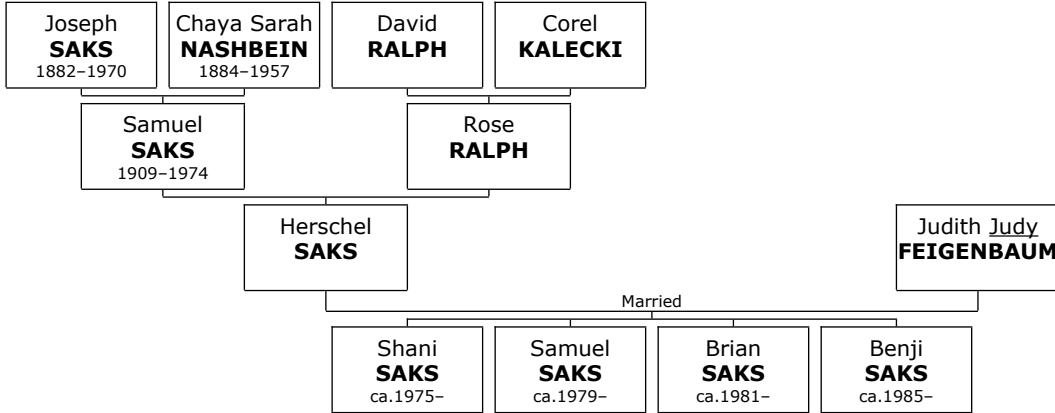 Joseph
SAKS
1882–1970
Chaya Sarah
NASHBEIN
1884–1957
David
RALPH
Corel
KALECKI
Samuel
SAKS
1909–1974
Rose
RALPH
Herschel
SAKS
Judith Judy
FEIGENBAUM
Married
Shani
SAKS
ca.1975–
Samuel
SAKS
ca.1979–
Brian
SAKS
ca.1981–
Benji
SAKS
ca.1985–